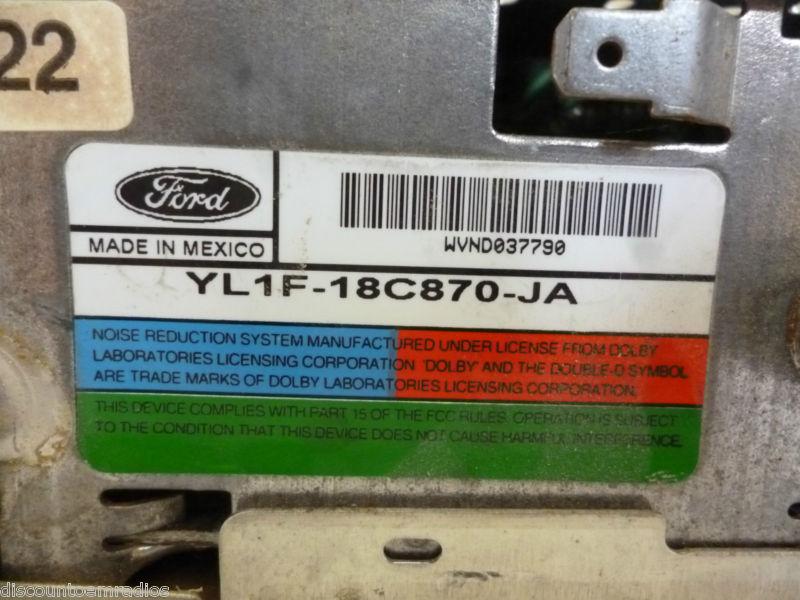 22
Ford
MADE IN MEXICO
WVND037790
YL1F-18C870-JA
NOISE REDUCTION SYSTEM MANUFACTURED UNDER LICENSE FROM DOLBY
LABORATORIES LICENSING CORPORATION 'DOLBY' AND THE DOUBLE-D SYMBOL
ARE TRADE MARKS OF DOLBY LABORATORIES LICENSING CORPORATION.
THIS DEVICE COMPLIES WITH PART 15 OF THE FCC RULES. OPERATION IS SUBJECT
TO THE CONDITION THAT THIS DEVICE DOES NOT CAUSE HARMFUL INTERFERENCE.
discountoemradios